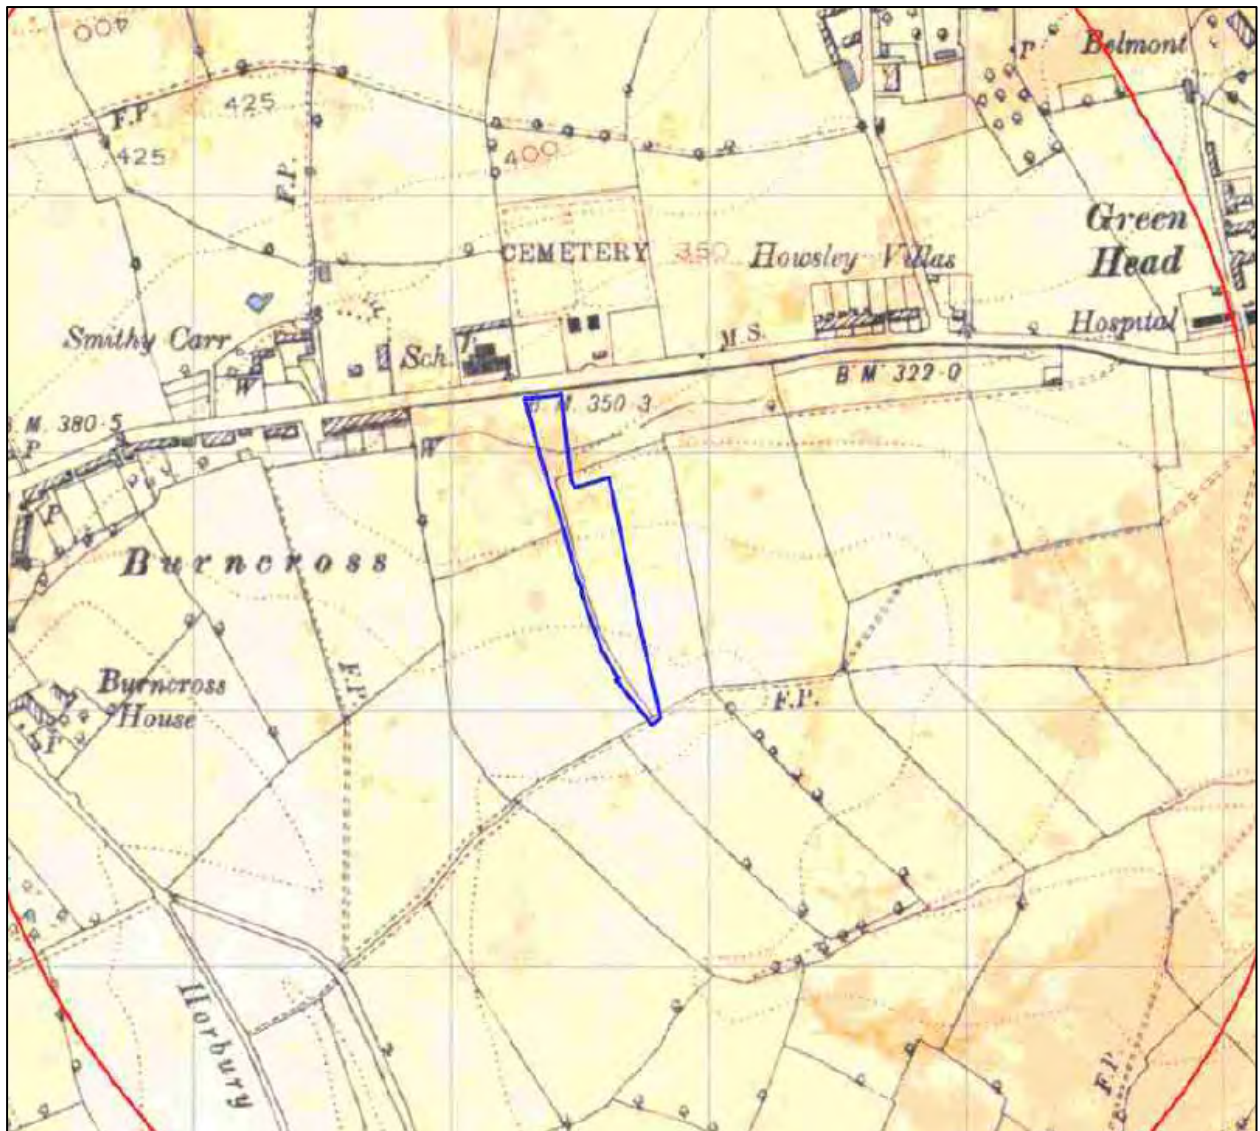 400
Belmont
P
F.P.
425
425
400
F.P.
Green
Head
CEMETERY 350
Howsley Villas
Hospital
Smithy Carr
Sch.
M.S.
W
B.M. 322·0
B.M. 350·3
B.M. 380·5
P
P
Burncross
F.P.
Burncross
House
P
F.P.
Horbury
F.P.